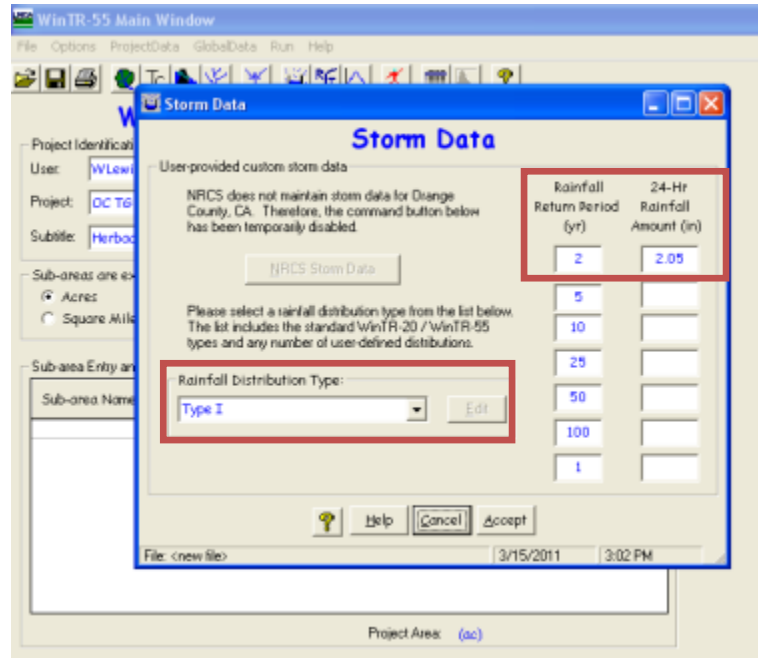 WinTR-55 Main Window
File Options ProjectData GlobalData Run Help
Storm Data
Storm Data
Project Identificati
User: WLewi
Project: OC TG
Subtitle: Herboo
Sub-areas are ex
Acres
Square Mile
Sub-area Entry an
Sub-area Name
User-provided custom storm data
NRCS does not maintain storm data for Orange
County, CA. Therefore, the command button below
has been temporarily disabled.
NRCS Storm Data
Please select a rainfall distribution type from the list below.
The list includes the standard WinTR-20 / WinTR-55
types and any number of user-defined distributions.
Rainfall Distribution Type:
Type I Edit
Rainfall 24-Hr
Return Period Rainfall
(yr) Amount (in)
2 2.05
5
10
25
50
100
1
? Help Cancel Accept
File: <new file> 3/15/2011 3:02 PM
Project Area: (ac)